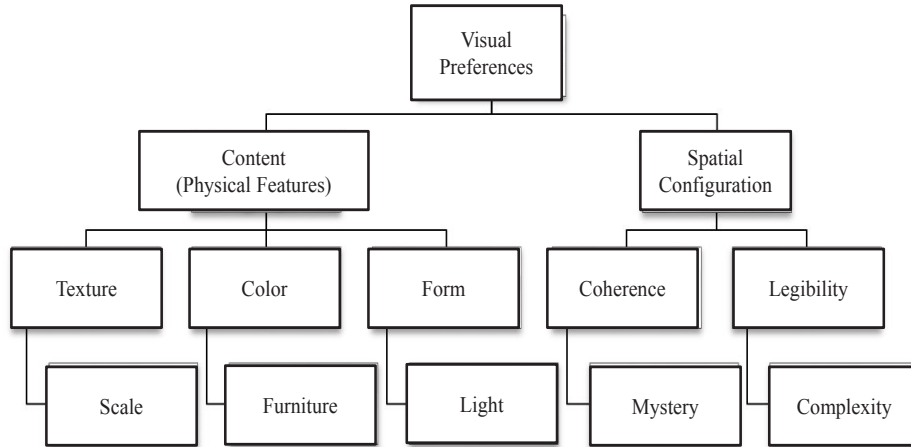 Visual
Preferences
Content
(Physical Features)
Spatial
Configuration
Texture
Color
Form
Coherence
Legibility
Scale
Furniture
Light
Mystery
Complexity